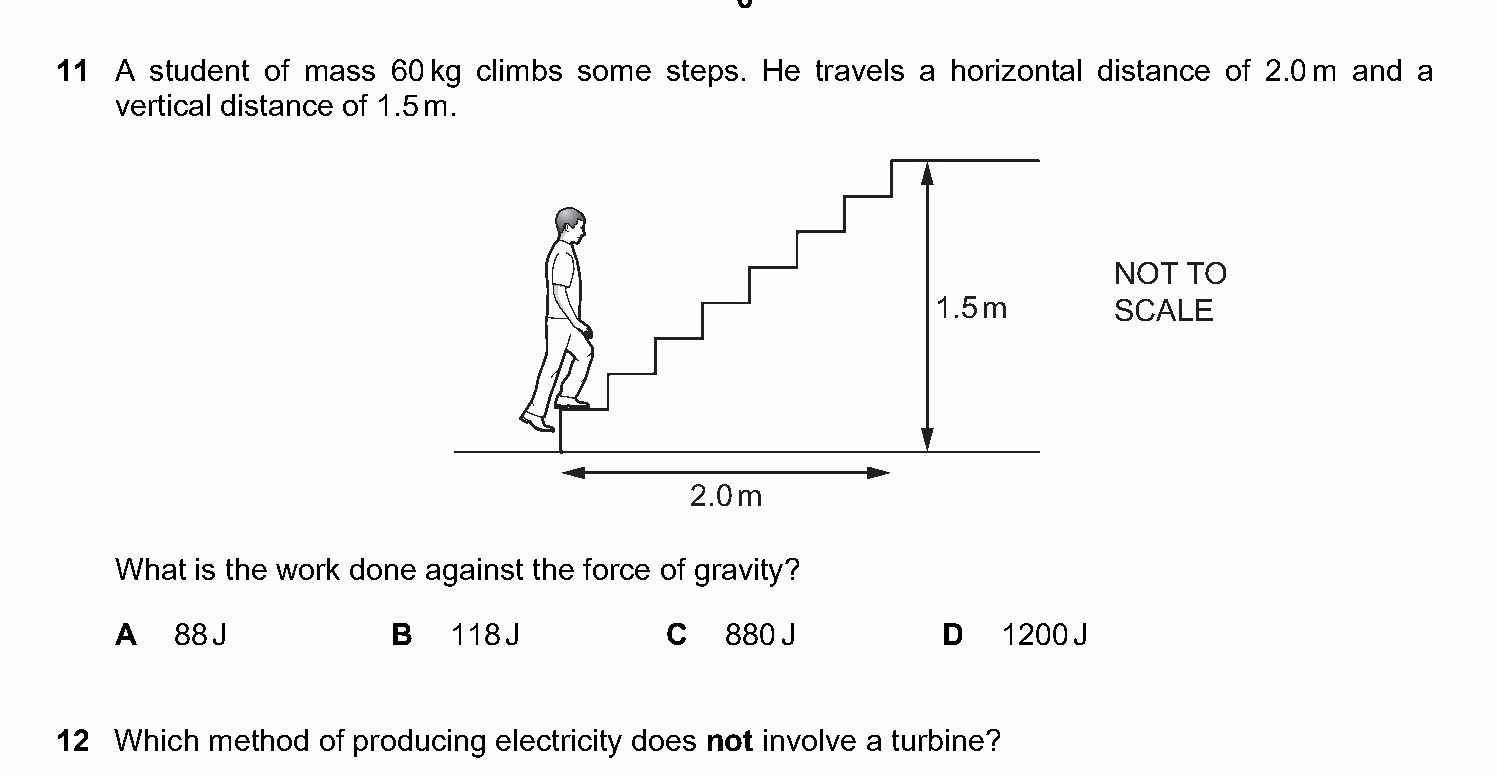 11 A student of mass 60 kg climbs some steps. He travels a horizontal distance of 2.0 m and a
vertical distance of 1.5 m.
NOT TO
SCALE
1.5 m
2.0 m
What is the work done against the force of gravity?
A 88 J B 118 J C 880 J D 1200 J
12 Which method of producing electricity does not involve a turbine?